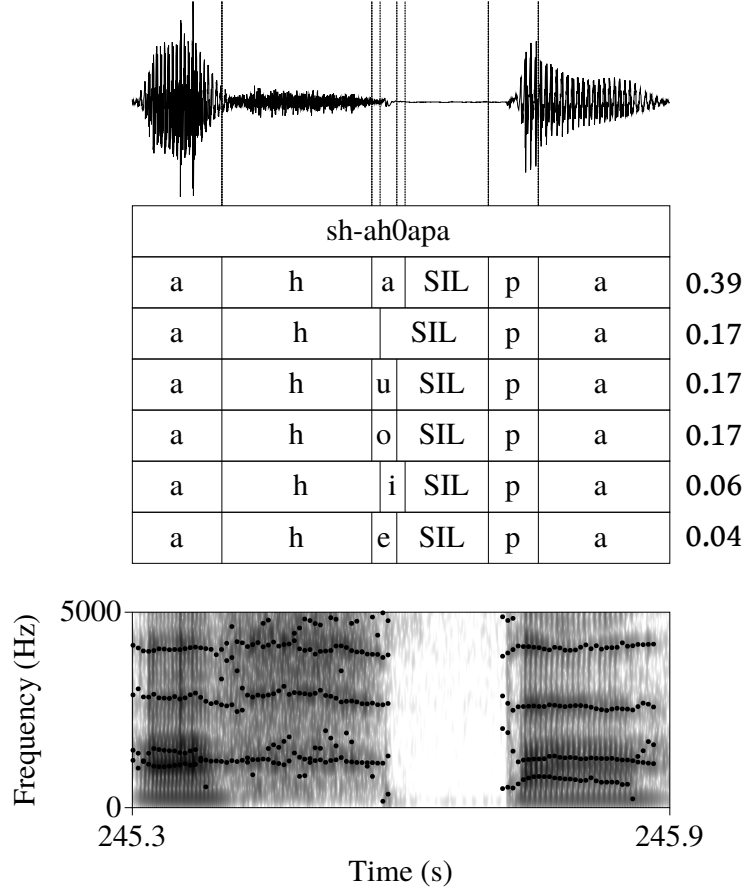 sh-ah0apa
a h a SIL p a 0.39
a h SIL p a 0.17
a h u SIL p a 0.17
a h o SIL p a 0.17
a h i SIL p a 0.06
a h e SIL p a 0.04
5000
Frequency (Hz)
0
245.3 245.9
Time (s)